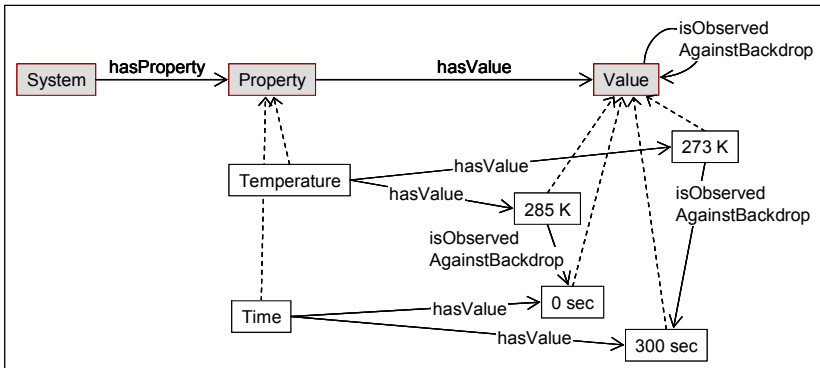 isObserved
AgainstBackdrop
System
hasProperty
Property
hasValue
Value
273 K
hasValue
Temperature
hasValue
285 K
isObserved
AgainstBackdrop
isObserved
AgainstBackdrop
0 sec
hasValue
Time
hasValue
300 sec